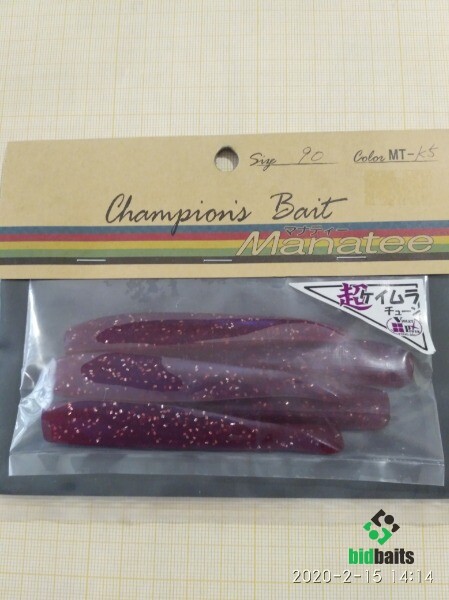 Size 90 Color MT-K5
Champion's Bait
マナティー
Manatee
超ケイムラ
チューン
bidbaits
2020-2-15 14:14